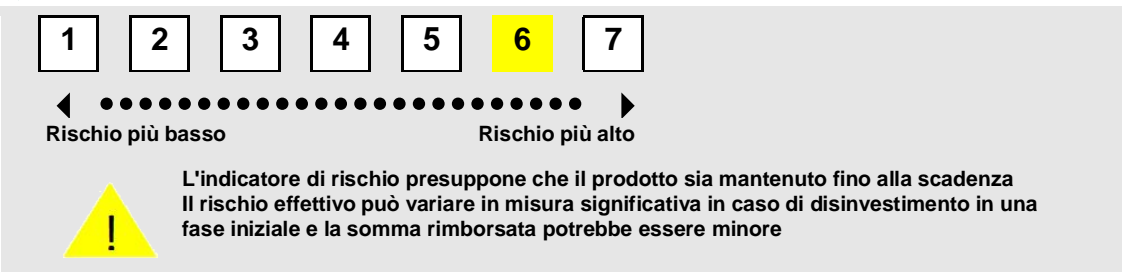 1 2 3 4 5 6 7
Rischio più basso Rischio più alto
L'indicatore di rischio presuppone che il prodotto sia mantenuto fino alla scadenza
Il rischio effettivo può variare in misura significativa in caso di disinvestimento in una
fase iniziale e la somma rimborsata potrebbe essere minore
!